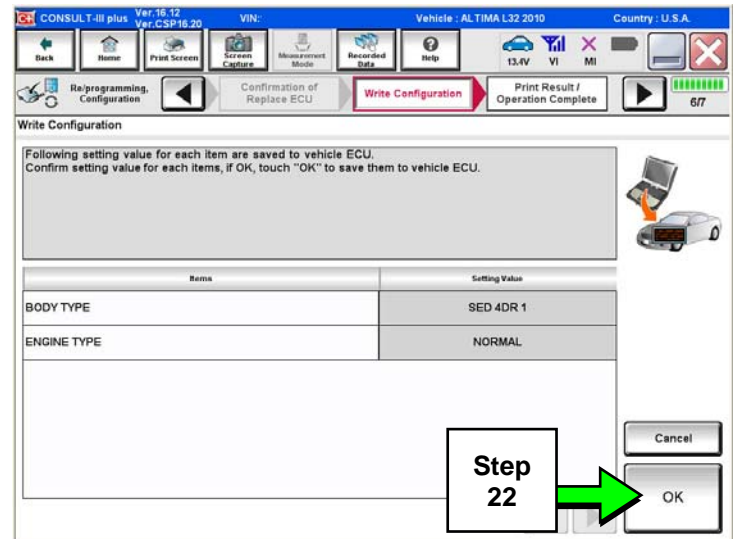 CONSULT-III plus Ver.16.12
Ver.CSP16.20
VIN:
Vehicle : ALTIMA L32 2010
Country : U.S.A.
Back
Home
Print Screen
Screen
Capture
Measurement
Mode
Recorded
Data
Help
13.4V
VI
MI
Re/programming,
Configuration
Confirmation of
Replace ECU
Write Configuration
Print Result /
Operation Complete
6/7
Write Configuration
Following setting value for each item are saved to vehicle ECU.
Confirm setting value for each items, if OK, touch "OK" to save them to vehicle ECU.
Items
Setting Value
BODY TYPE
SED 4DR 1
ENGINE TYPE
NORMAL
Cancel
Step
22
OK